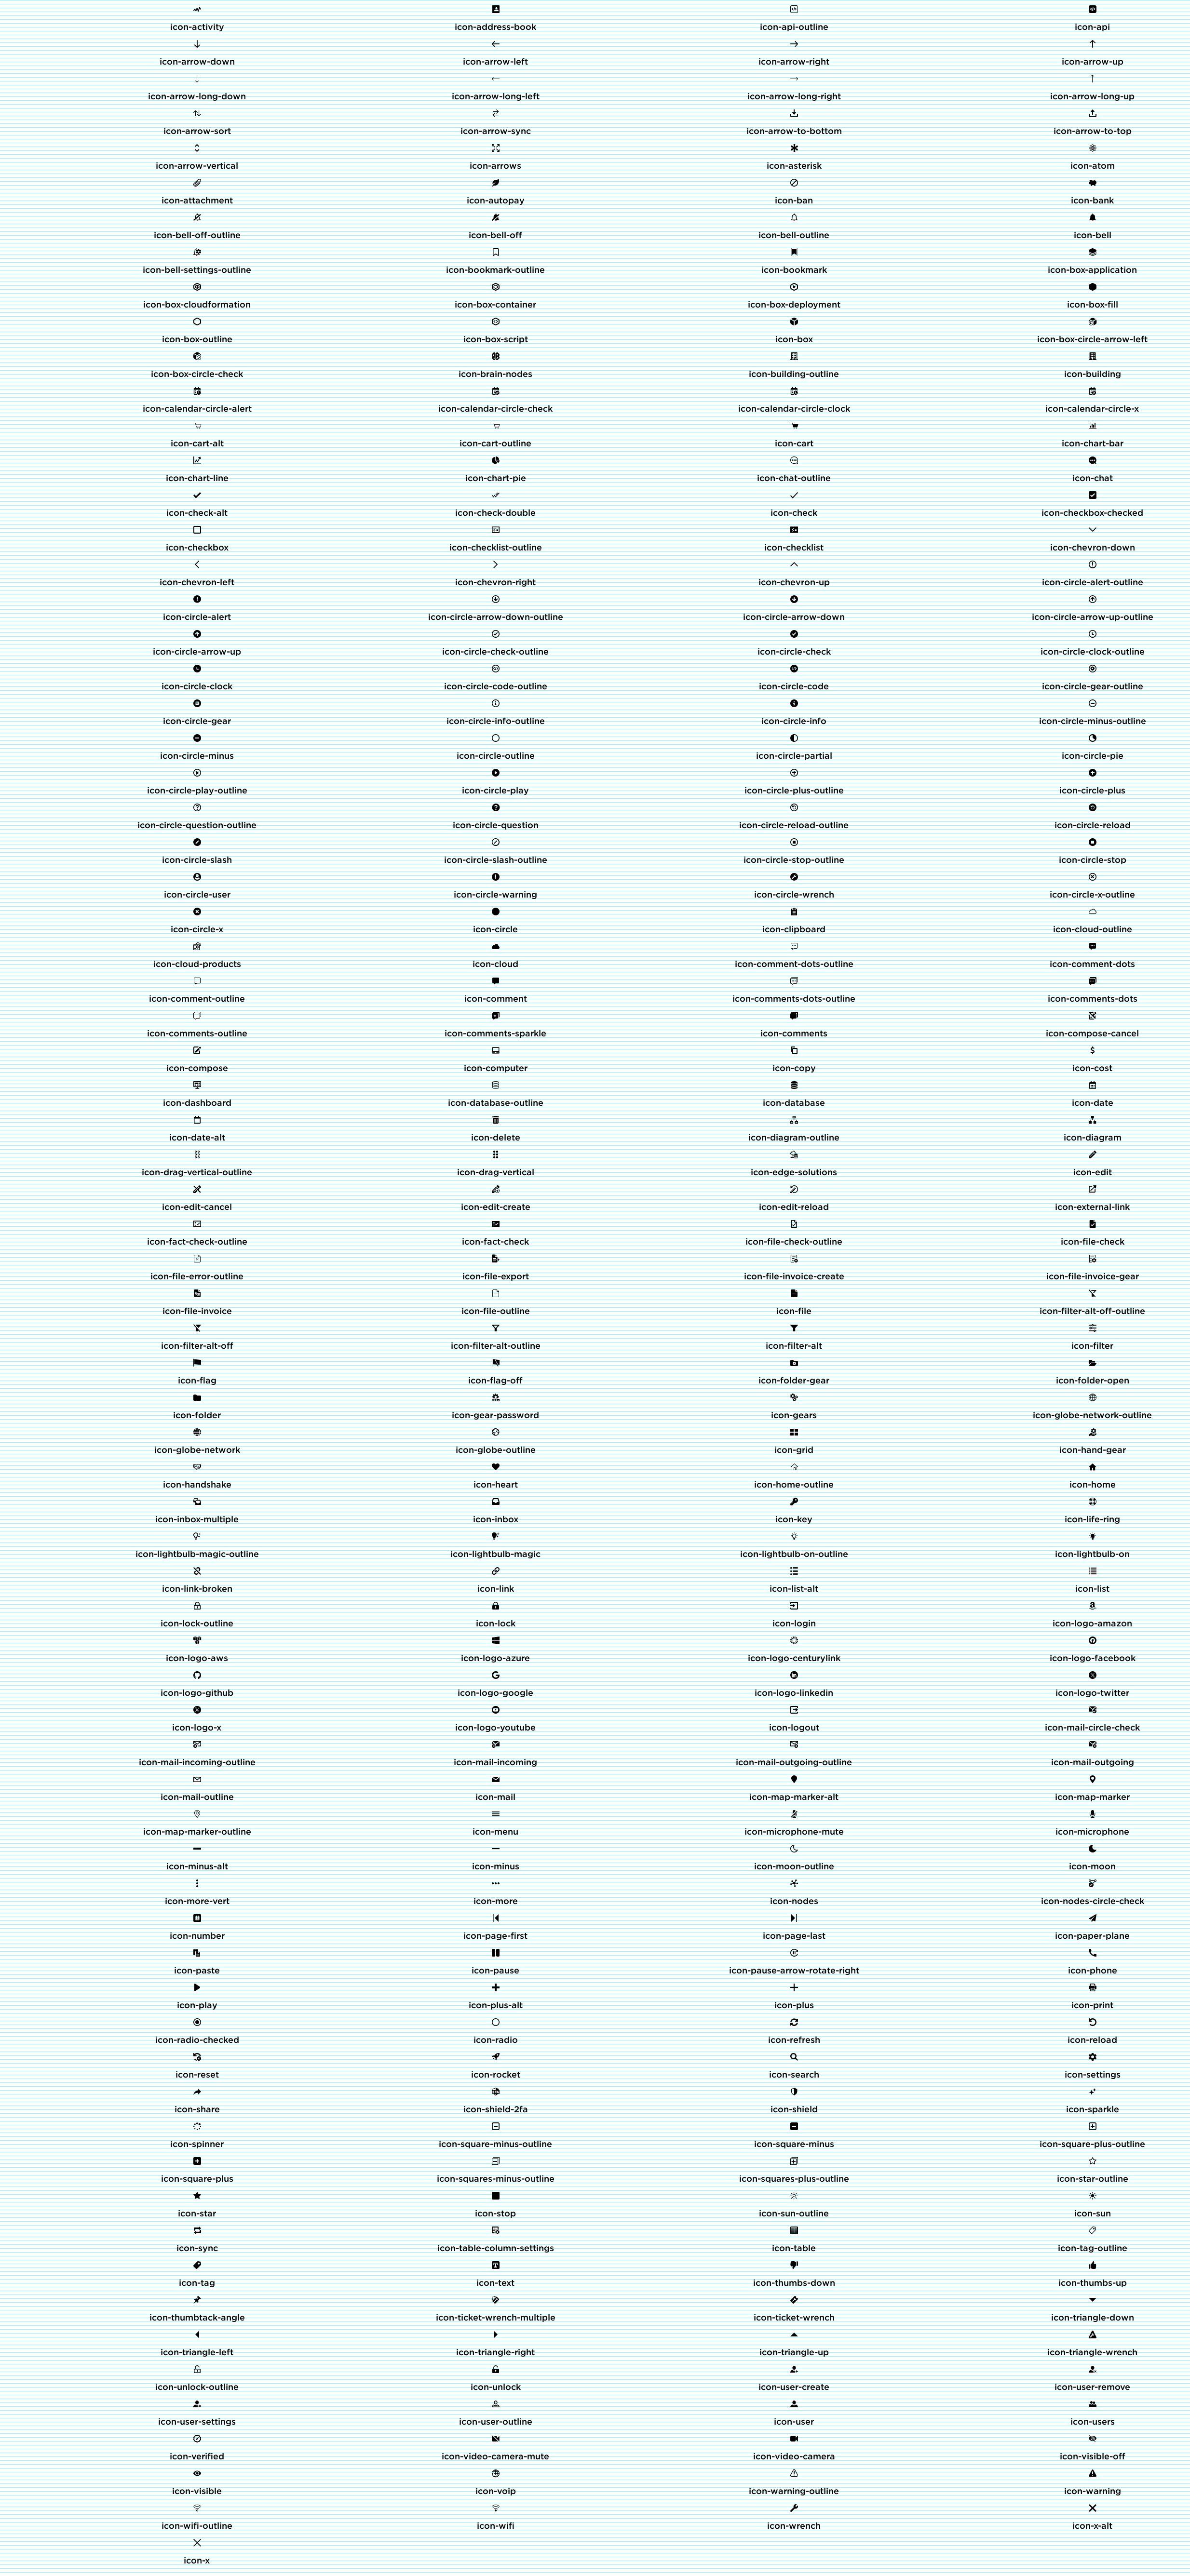 icon-activity icon-address-book icon-api-outline icon-api
icon-arrow-down icon-arrow-left icon-arrow-right icon-arrow-up
icon-arrow-long-down icon-arrow-long-left icon-arrow-long-right icon-arrow-long-up
icon-arrow-sort icon-arrow-sync icon-arrow-to-bottom icon-arrow-to-top
icon-arrow-vertical icon-arrows icon-asterisk icon-atom
icon-attachment icon-autopay icon-ban icon-bank
icon-bell-off-outline icon-bell-off icon-bell-outline icon-bell
icon-bell-settings-outline icon-bookmark-outline icon-bookmark icon-box-application
icon-box-cloudformation icon-box-container icon-box-deployment icon-box-fill
icon-box-outline icon-box-script icon-box icon-box-circle-arrow-left
icon-box-circle-check icon-brain-nodes icon-building-outline icon-building
icon-calendar-circle-alert icon-calendar-circle-check icon-calendar-circle-clock icon-calendar-circle-x
icon-cart-alt icon-cart-outline icon-cart icon-chart-bar
icon-chart-line icon-chart-pie icon-chat-outline icon-chat
icon-check-alt icon-check-double icon-check icon-checkbox-checked
icon-checkbox icon-checklist-outline icon-checklist icon-chevron-down
icon-chevron-left icon-chevron-right icon-chevron-up icon-circle-alert-outline
icon-circle-alert icon-circle-arrow-down-outline icon-circle-arrow-down icon-circle-arrow-up-outline
icon-circle-arrow-up icon-circle-check-outline icon-circle-check icon-circle-clock-outline
icon-circle-clock icon-circle-code-outline icon-circle-code icon-circle-gear-outline
icon-circle-gear icon-circle-info-outline icon-circle-info icon-circle-minus-outline
icon-circle-minus icon-circle-outline icon-circle-partial icon-circle-pie
icon-circle-play-outline icon-circle-play icon-circle-plus-outline icon-circle-plus
icon-circle-question-outline icon-circle-question icon-circle-reload-outline icon-circle-reload
icon-circle-slash icon-circle-slash-outline icon-circle-stop-outline icon-circle-stop
icon-circle-user icon-circle-warning icon-circle-wrench icon-circle-x-outline
icon-circle-x icon-circle icon-clipboard icon-cloud-outline
icon-cloud-products icon-cloud icon-comment-dots-outline icon-comment-dots
icon-comment-outline icon-comment icon-comments-dots-outline icon-comments-dots
icon-comments-outline icon-comments-sparkle icon-comments icon-compose-cancel
icon-compose icon-computer icon-copy icon-cost
icon-dashboard icon-database-outline icon-database icon-date
icon-date-alt icon-delete icon-diagram-outline icon-diagram
icon-drag-vertical-outline icon-drag-vertical icon-edge-solutions icon-edit
icon-edit-cancel icon-edit-create icon-edit-reload icon-external-link
icon-fact-check-outline icon-fact-check icon-file-check-outline icon-file-check
icon-file-error-outline icon-file-export icon-file-invoice-create icon-file-invoice-gear
icon-file-invoice icon-file-outline icon-file icon-filter-alt-off-outline
icon-filter-alt-off icon-filter-alt-outline icon-filter-alt icon-filter
icon-flag icon-flag-off icon-folder-gear icon-folder-open
icon-folder icon-gear-password icon-gears icon-globe-network-outline
icon-globe-network icon-globe-outline icon-grid icon-hand-gear
icon-handshake icon-heart icon-home-outline icon-home
icon-inbox-multiple icon-inbox icon-key icon-life-ring
icon-lightbulb-magic-outline icon-lightbulb-magic icon-lightbulb-on-outline icon-lightbulb-on
icon-link-broken icon-link icon-list-alt icon-list
icon-lock-outline icon-lock icon-login icon-logo-amazon
icon-logo-aws icon-logo-azure icon-logo-centurylink icon-logo-facebook
icon-logo-github icon-logo-google icon-logo-linkedin icon-logo-twitter
icon-logo-x icon-logo-youtube icon-logout icon-mail-circle-check
icon-mail-incoming-outline icon-mail-incoming icon-mail-outgoing-outline icon-mail-outgoing
icon-mail-outline icon-mail icon-map-marker-alt icon-map-marker
icon-map-marker-outline icon-menu icon-microphone-mute icon-microphone
icon-minus-alt icon-minus icon-moon-outline icon-moon
icon-more-vert icon-more icon-nodes icon-nodes-circle-check
icon-number icon-page-first icon-page-last icon-paper-plane
icon-paste icon-pause icon-pause-arrow-rotate-right icon-phone
icon-play icon-plus-alt icon-plus icon-print
icon-radio-checked icon-radio icon-refresh icon-reload
icon-reset icon-rocket icon-search icon-settings
icon-share icon-shield-2fa icon-shield icon-sparkle
icon-spinner icon-square-minus-outline icon-square-minus icon-square-plus-outline
icon-square-plus icon-squares-minus-outline icon-squares-plus-outline icon-star-outline
icon-star icon-stop icon-sun-outline icon-sun
icon-sync icon-table-column-settings icon-table icon-tag-outline
icon-tag icon-text icon-thumbs-down icon-thumbs-up
icon-thumbtack-angle icon-ticket-wrench-multiple icon-ticket-wrench icon-triangle-down
icon-triangle-left icon-triangle-right icon-triangle-up icon-triangle-wrench
icon-unlock-outline icon-unlock icon-user-create icon-user-remove
icon-user-settings icon-user-outline icon-user icon-users
icon-verified icon-video-camera-mute icon-video-camera icon-visible-off
icon-visible icon-voip icon-warning-outline icon-warning
icon-wifi-outline icon-wifi icon-wrench icon-x-alt
icon-x